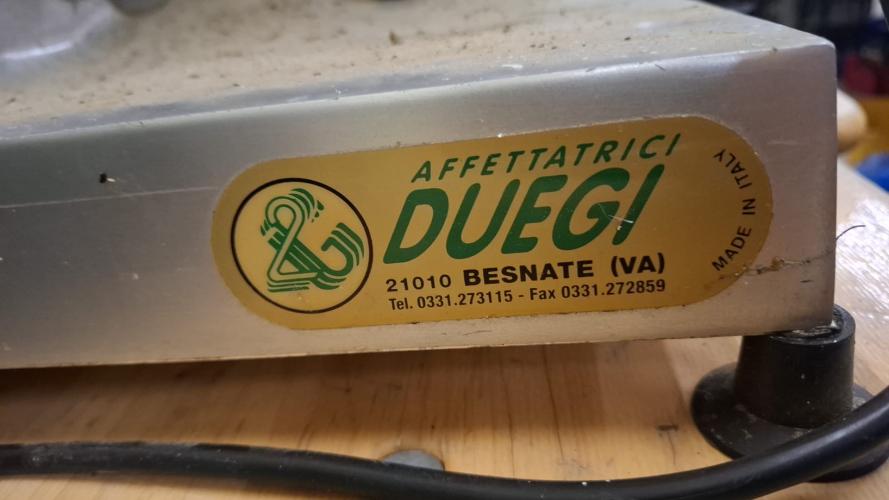 AFFETTATRICI
DUEGI
21010 BESNATE (VA)
Tel. 0331.273115 - Fax 0331.272859
MADE IN ITALY